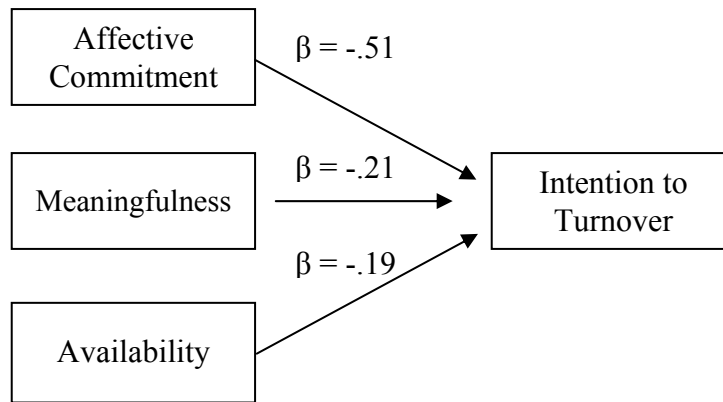 Affective
Commitment
β = -.51
Meaningfulness
β = -.21
Intention to
Turnover
β = -.19
Availability